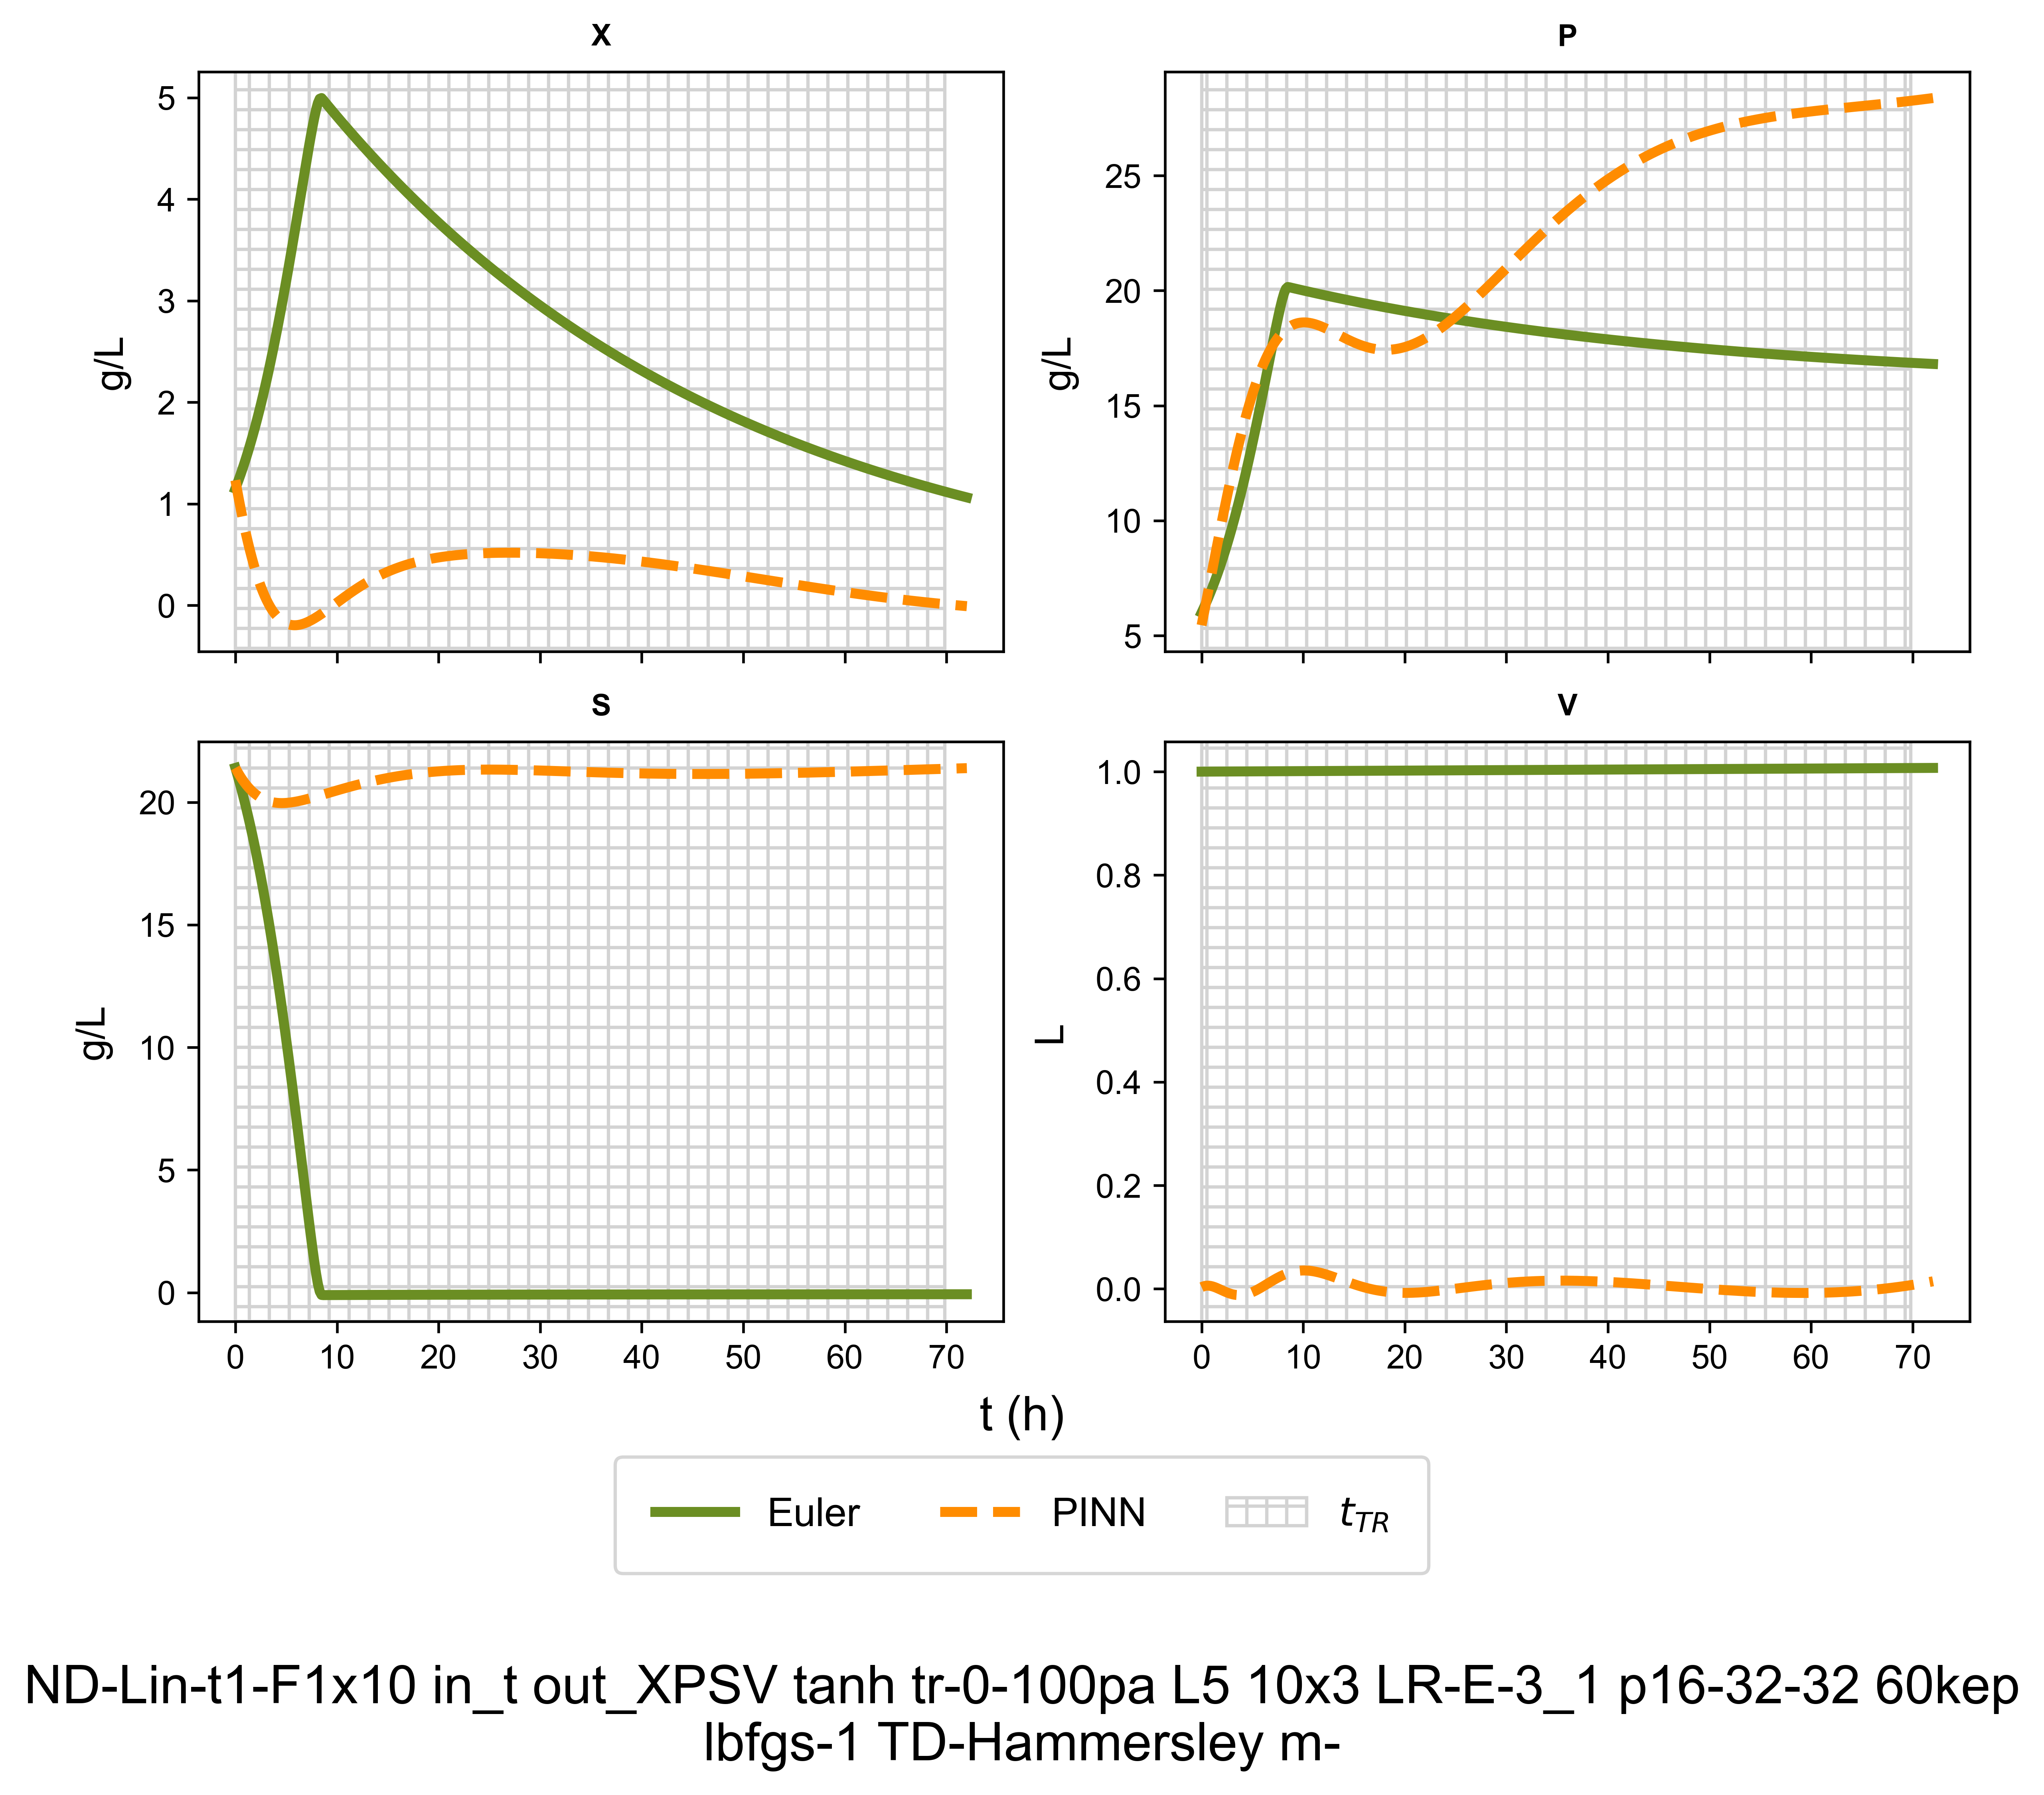 X
P
5
4
3
2
1
0
g/L
25
20
15
10
5
g/L
S
V
20
15
10
5
0
g/L
1.0
0.8
0.6
0.4
0.2
0.0
L
0 10 20 30 40 50 60 70
0 10 20 30 40 50 60 70
t (h)
Euler PINN t_TR
ND-Lin-t1-F1x10 in_t out_XPSV tanh tr-0-100pa L5 10x3 LR-E-3_1 p16-32-32 60kep
lbfgs-1 TD-Hammersley m-